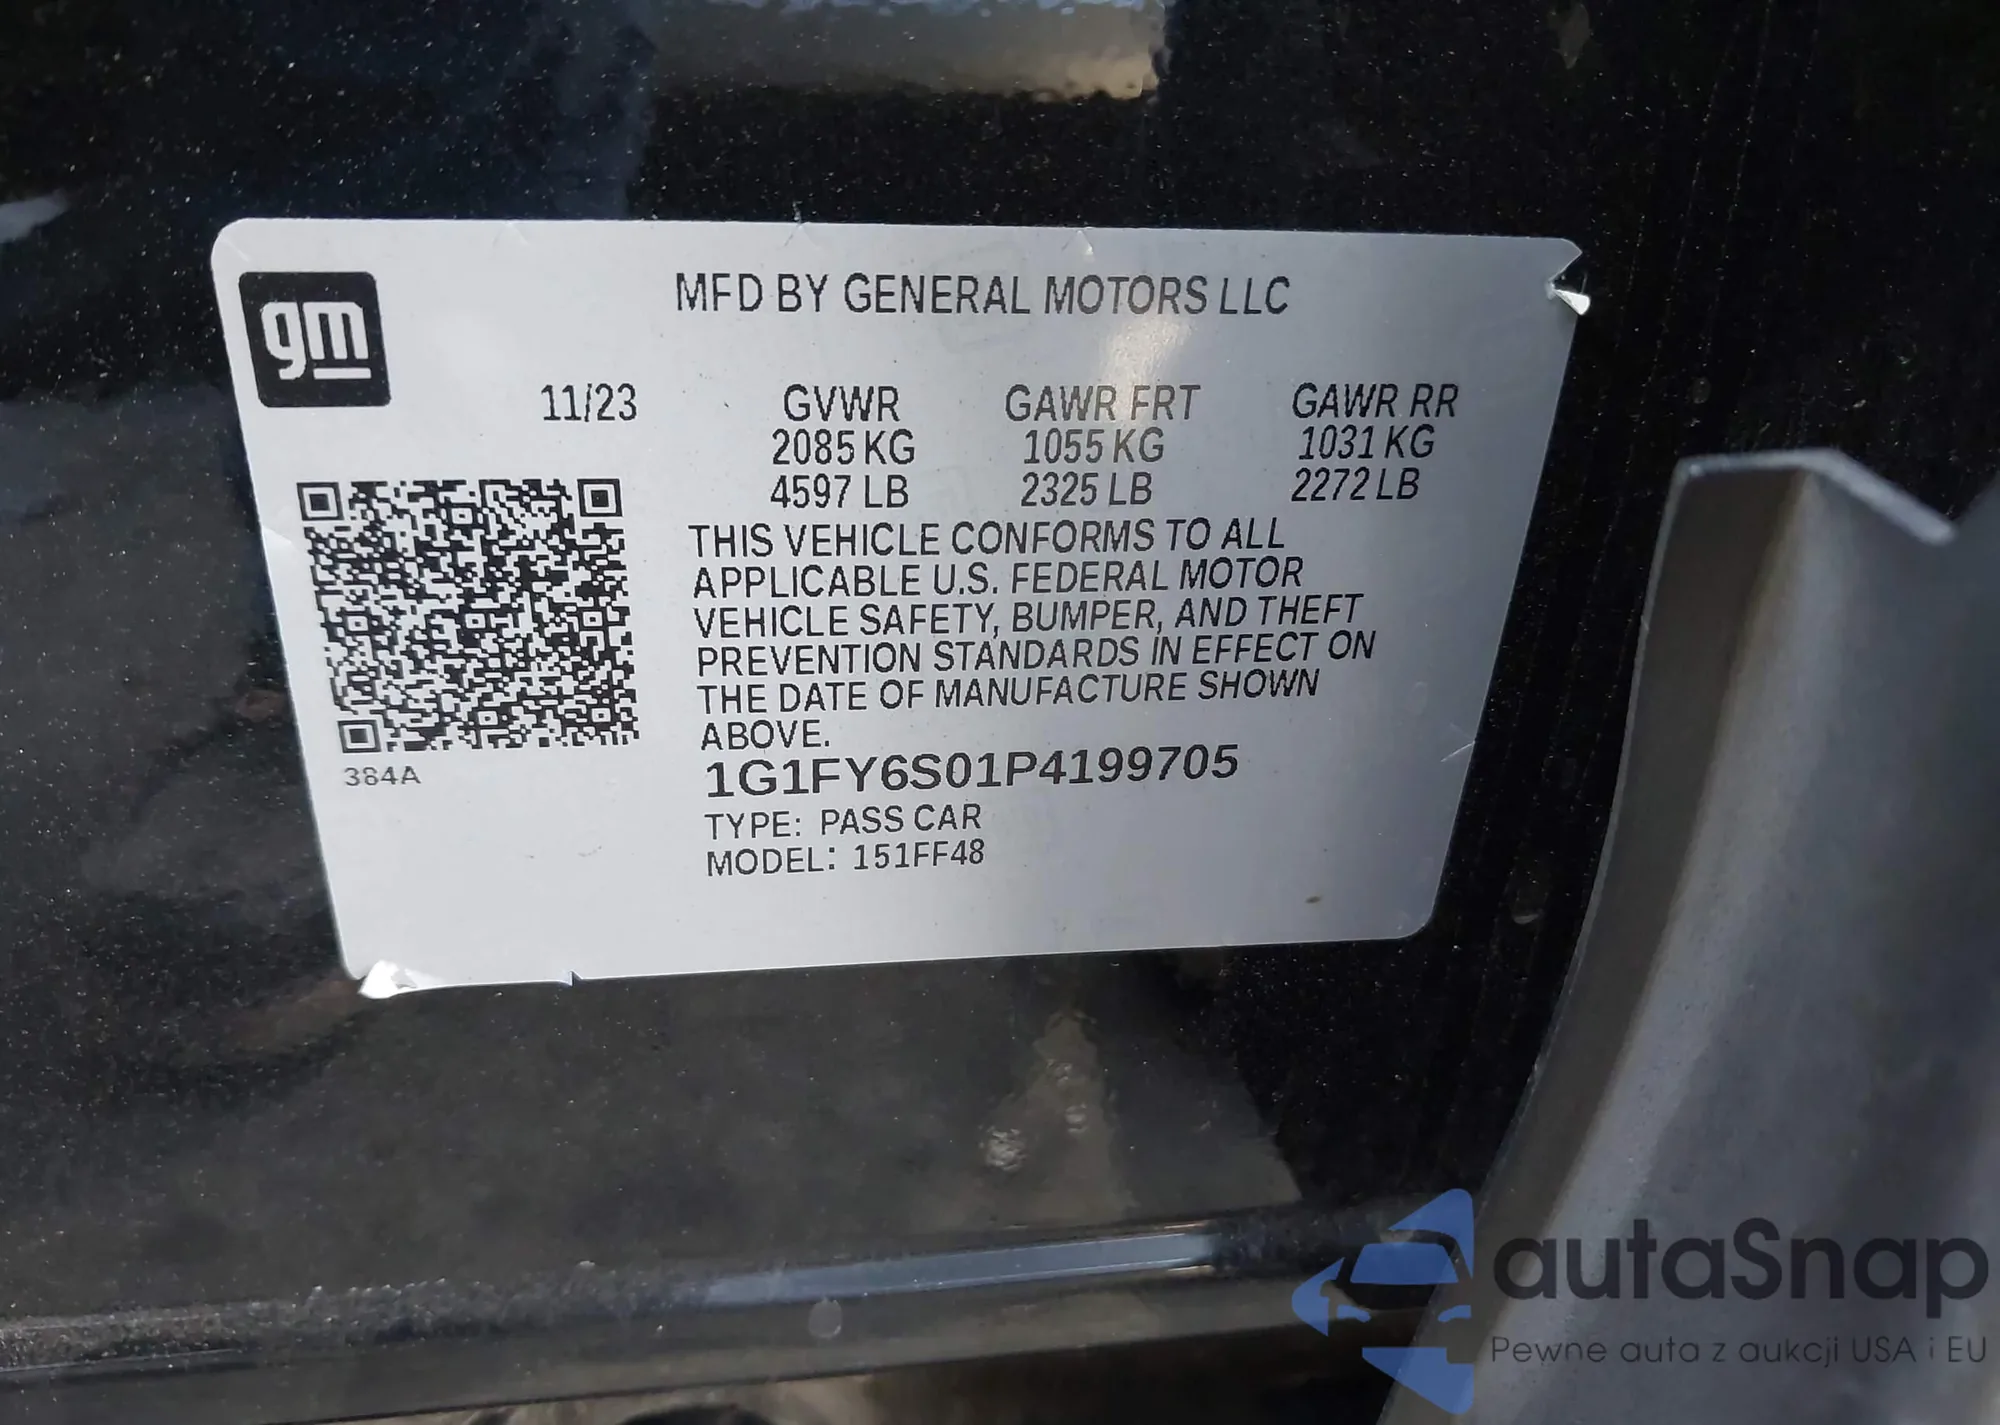 gm
MFD BY GENERAL MOTORS LLC
11/23 GVWR GAWR FRT GAWR RR
2085 KG 1055 KG 1031 KG
4597 LB 2325 LB 2272 LB
THIS VEHICLE CONFORMS TO ALL
APPLICABLE U.S. FEDERAL MOTOR
VEHICLE SAFETY, BUMPER, AND THEFT
PREVENTION STANDARDS IN EFFECT ON
THE DATE OF MANUFACTURE SHOWN
ABOVE.
384A
1G1FY6S01P4199705
TYPE: PASS CAR
MODEL: 151FF48
autaSnap
Pewne auta z aukcji USA i EU